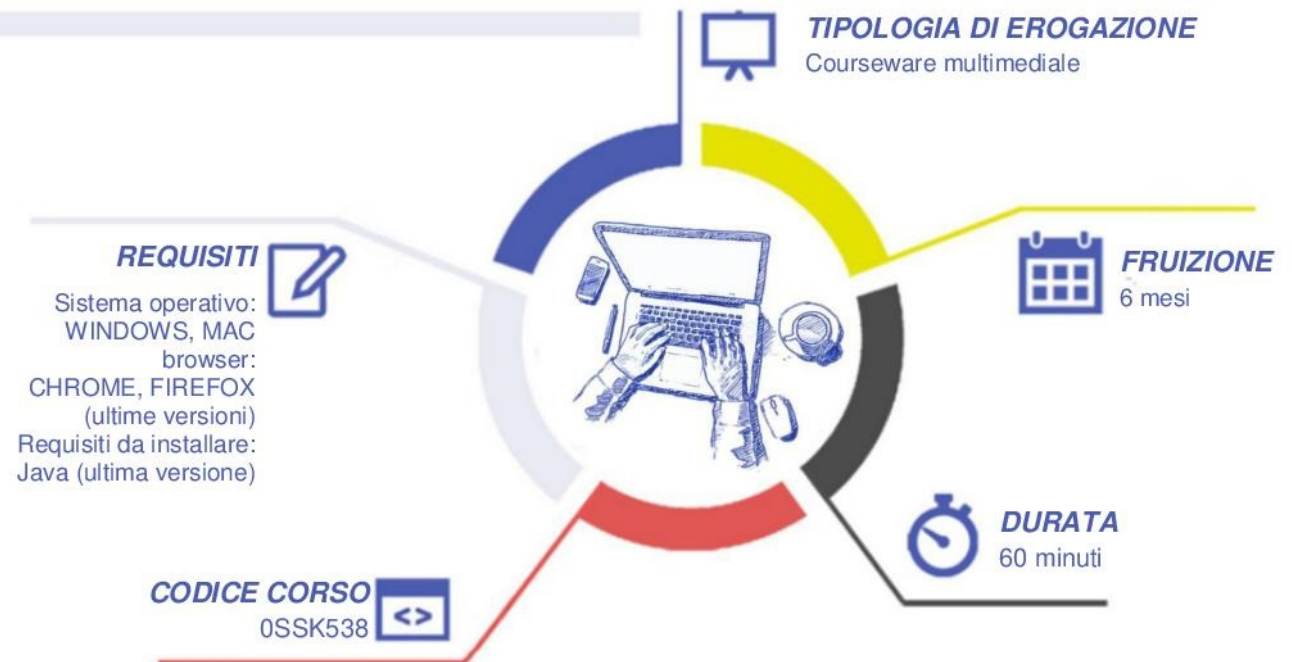 TIPOLOGIA DI EROGAZIONE
Courseware multimediale
REQUISITI
Sistema operativo:
WINDOWS, MAC
browser:
CHROME, FIREFOX
(ultime versioni)
Requisiti da installare:
Java (ultima versione)
FRUIZIONE
6 mesi
DURATA
60 minuti
CODICE CORSO
0SSK538